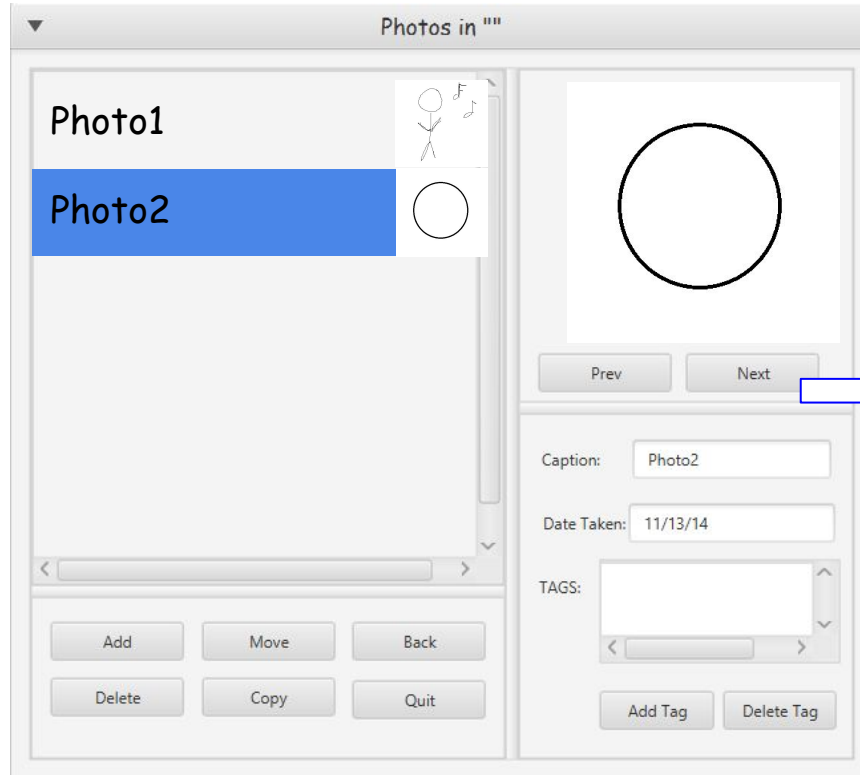 Photos in ""
Photo1
Photo2
Prev Next
Caption: Photo2
Date Taken: 11/13/14
TAGS:
Add Move Back
Delete Copy Quit
Add Tag Delete Tag